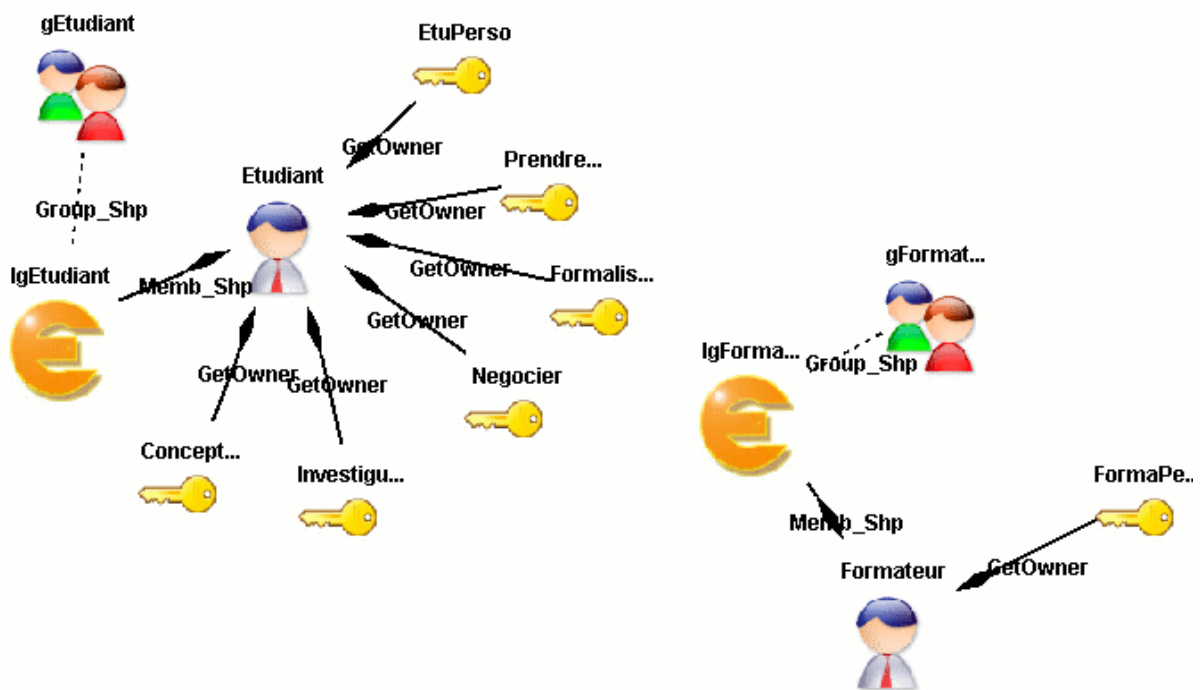 gEtudiant
EtuPerso
GetOwner
Prendre...
Etudiant
Group_Shp
GetOwner
Formalis...
GetOwner
gFormat...
IgEtudiant
Memb_Shp
GetOwner
IgForma...
Group_Shp
GetOwner
GetOwner
Negocier
Concept...
Investigu...
FormaPe...
Memb_Shp
Formateur
GetOwner